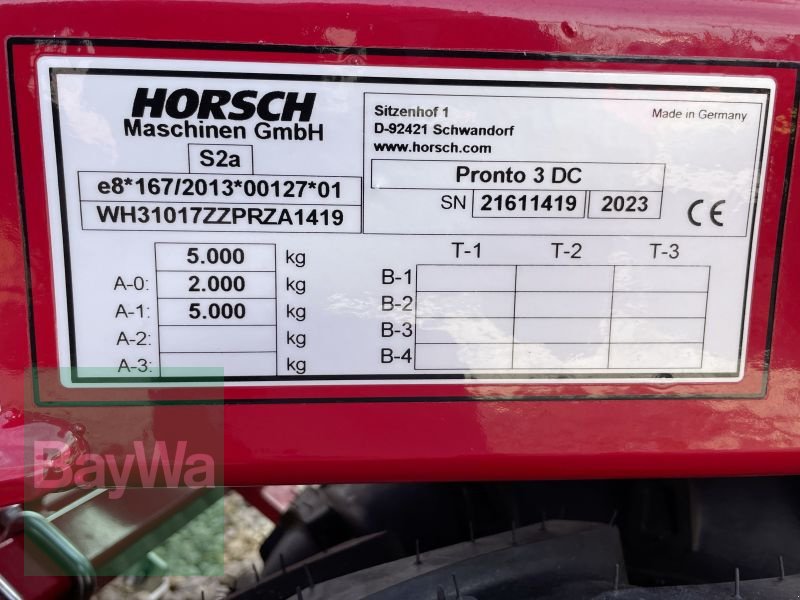 HORSCH
Maschinen GmbH
S2a
e8*167/2013*00127*01
WH31017ZZPRZA1419
Sitzenhof 1
D-92421 Schwandorf
www.horsch.com
Made in Germany
Pronto 3 DC
SN 21611419 2023
CE
5.000 kg
A-0: 2.000 kg
A-1: 5.000 kg
A-2: kg
A-3: kg
T-1 T-2 T-3
B-1
B-2
B-3
B-4
BayWa